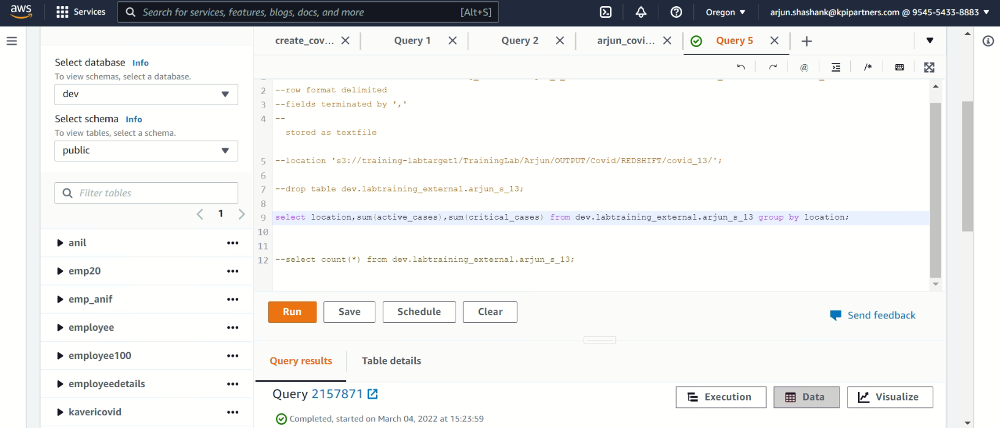 aws
Services
Search for services, features, blogs, docs, and more
[Alt+S]
Oregon
arjun.shashank@kpipartners.com @ 9545-5433-8883
create_cov...
Query 1
Query 2
arjun_covi...
Query 5
Select database Info
To view schemas, select a database.
dev
Select schema Info
To view tables, select a schema.
public
Filter tables
1
anil
emp20
emp_anif
employee
employee100
employeedetails
kavericovid
@
/*
2 --row format delimited
3 --fields terminated by ','
4 --
stored as textfile
5 --location 's3://training-labtarget1/TrainingLab/Arjun/OUTPUT/Covid/REDSHIFT/covid_13/';
6
7 --drop table dev.labtraining_external.arjun_s_13;
8
9 select location,sum(active_cases),sum(critical_cases) from dev.labtraining_external.arjun_s_13 group by location;
10
11
12 --select count(*) from dev.labtraining_external.arjun_s_13;
Run
Save
Schedule
Clear
Send feedback
Query results
Table details
Query 2157871
Execution
Data
Visualize
Completed, started on March 04, 2022 at 15:23:59